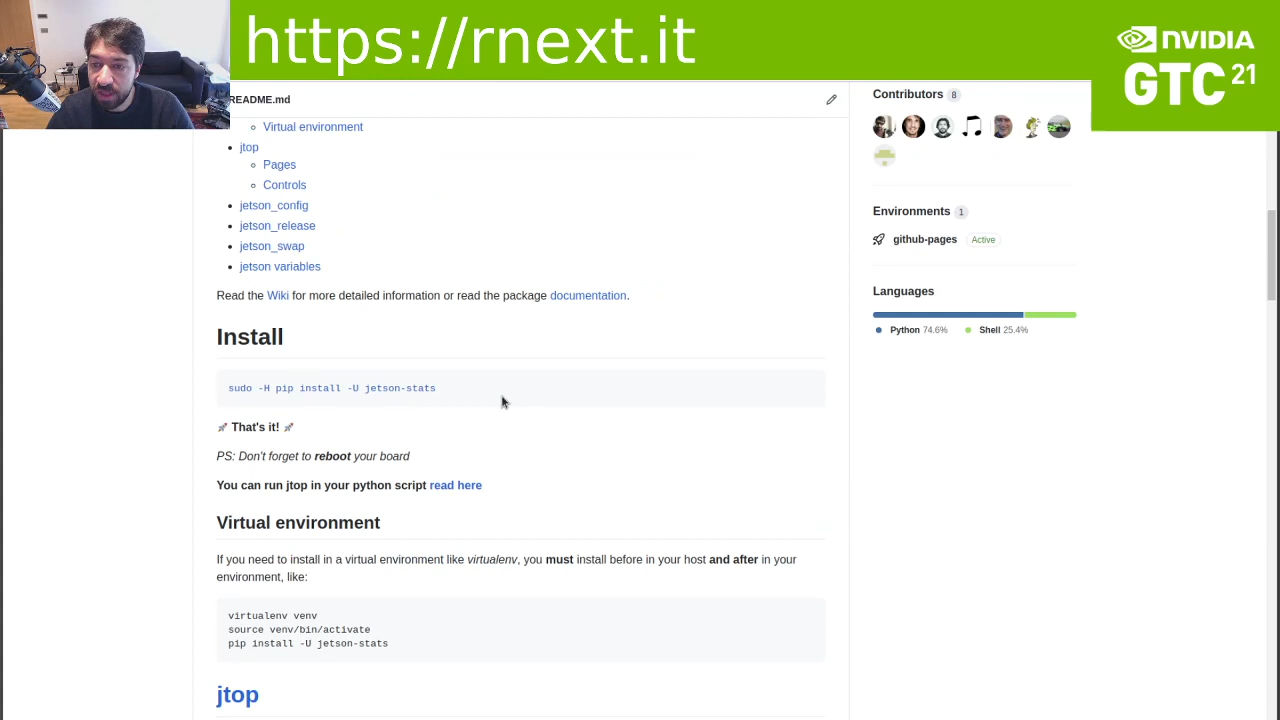 https://rnext.it
NVIDIA
GTC 21
README.md
Virtual environment
jtop
Pages
Controls
jetson_config
jetson_release
jetson_swap
jetson variables
Read the Wiki for more detailed information or read the package documentation.
Install
sudo -H pip install -U jetson-stats
🚀 That's it! 🚀
PS: Don't forget to reboot your board
You can run jtop in your python script read here
Virtual environment
If you need to install in a virtual environment like virtualenv, you must install before in your host and after in your
environment, like:
virtualenv venv
source venv/bin/activate
pip install -U jetson-stats
jtop
Contributors 8
Environments 1
github-pages Active
Languages
Python 74.6% Shell 25.4%